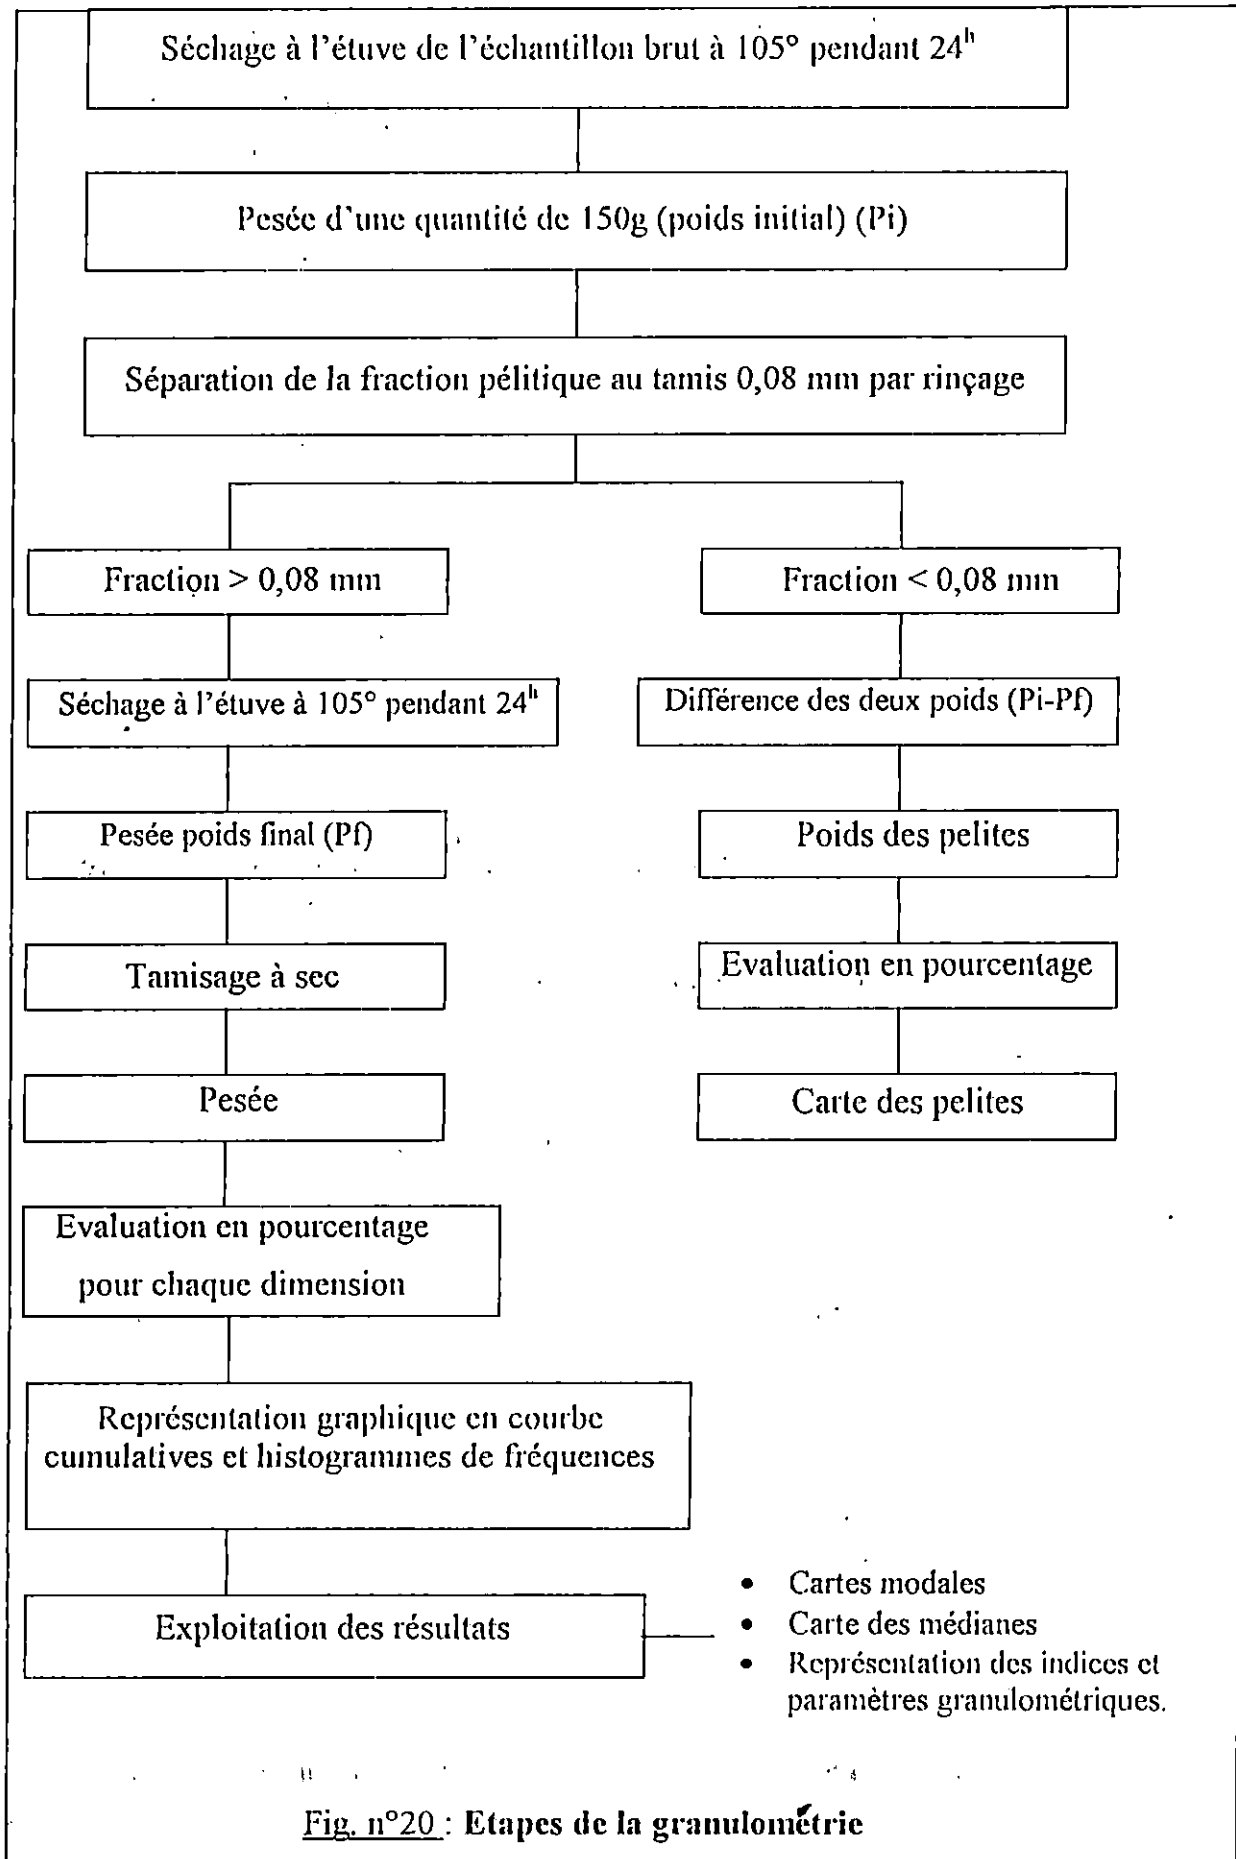 Séchage à l'étuve de l'échantillon brut à 105° pendant 24h
Pesée d'une quantité de 150g (poids initial) (Pi)
Séparation de la fraction pélitique au tamis 0,08 mm par rinçage
Fraction > 0,08 mm
Fraction < 0,08 mm
Séchage à l'étuve à 105° pendant 24h
Différence des deux poids (Pi-Pf)
Pesée poids final (Pf)
Poids des pelites
Tamisage à sec
Evaluation en pourcentage
Pesée
Carte des pelites
Evaluation en pourcentage
pour chaque dimension
Représentation graphique en courbe
cumulatives et histogrammes de fréquences
Exploitation des résultats
• Cartes modales
• Carte des médianes
• Représentation des indices et
paramètres granulométriques.
Fig. n°20 : Etapes de la granulométrie